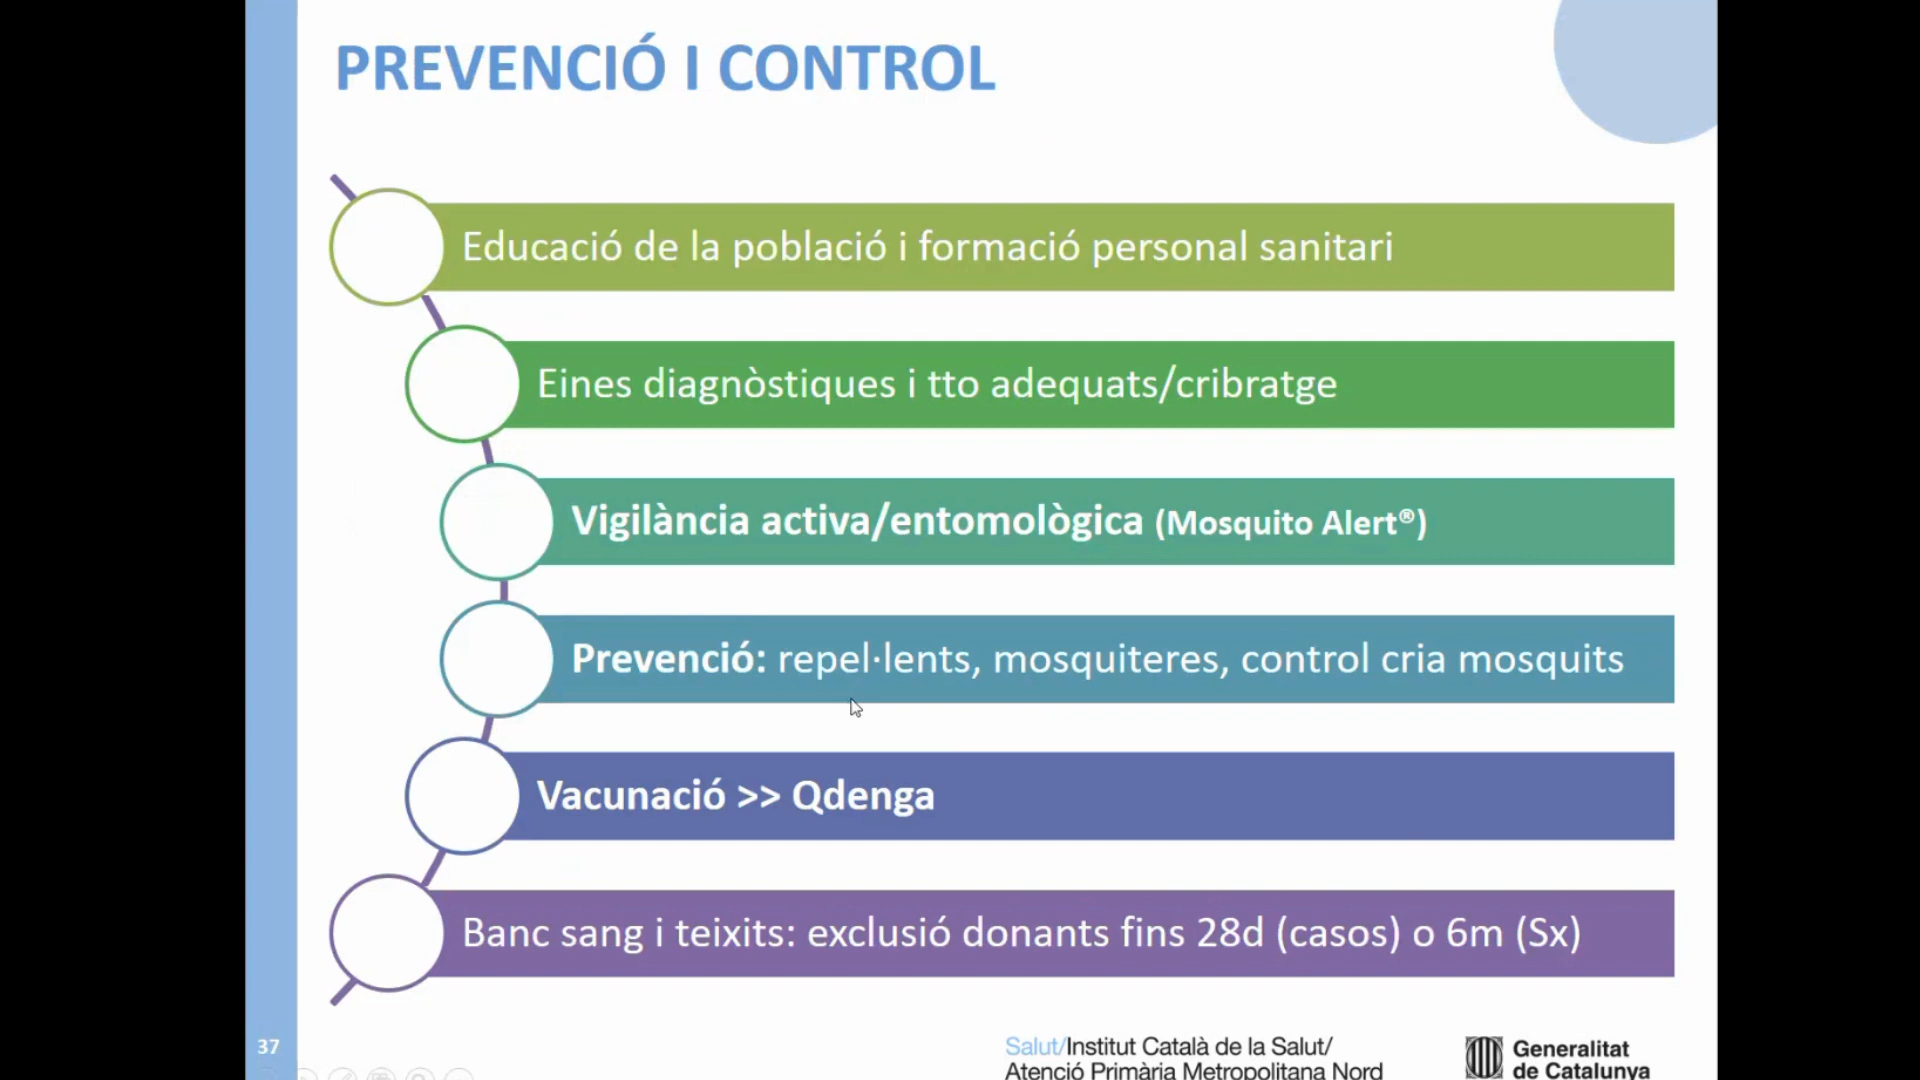 PREVENCIÓ I CONTROL
Educació de la població i formació personal sanitari
Eines diagnòstiques i tto adequats/cribratge
Vigilància activa/entomològica (Mosquito Alert®)
Prevenció: repel·lents, mosquiteres, control cria mosquits
Vacunació >> Qdenga
Banc sang i teixits: exclusió donants fins 28d (casos) o 6m (Sx)
37
Salut/Institut Català de la Salut/
Atenció Primària Metropolitana Nord
Generalitat
de Catalunya